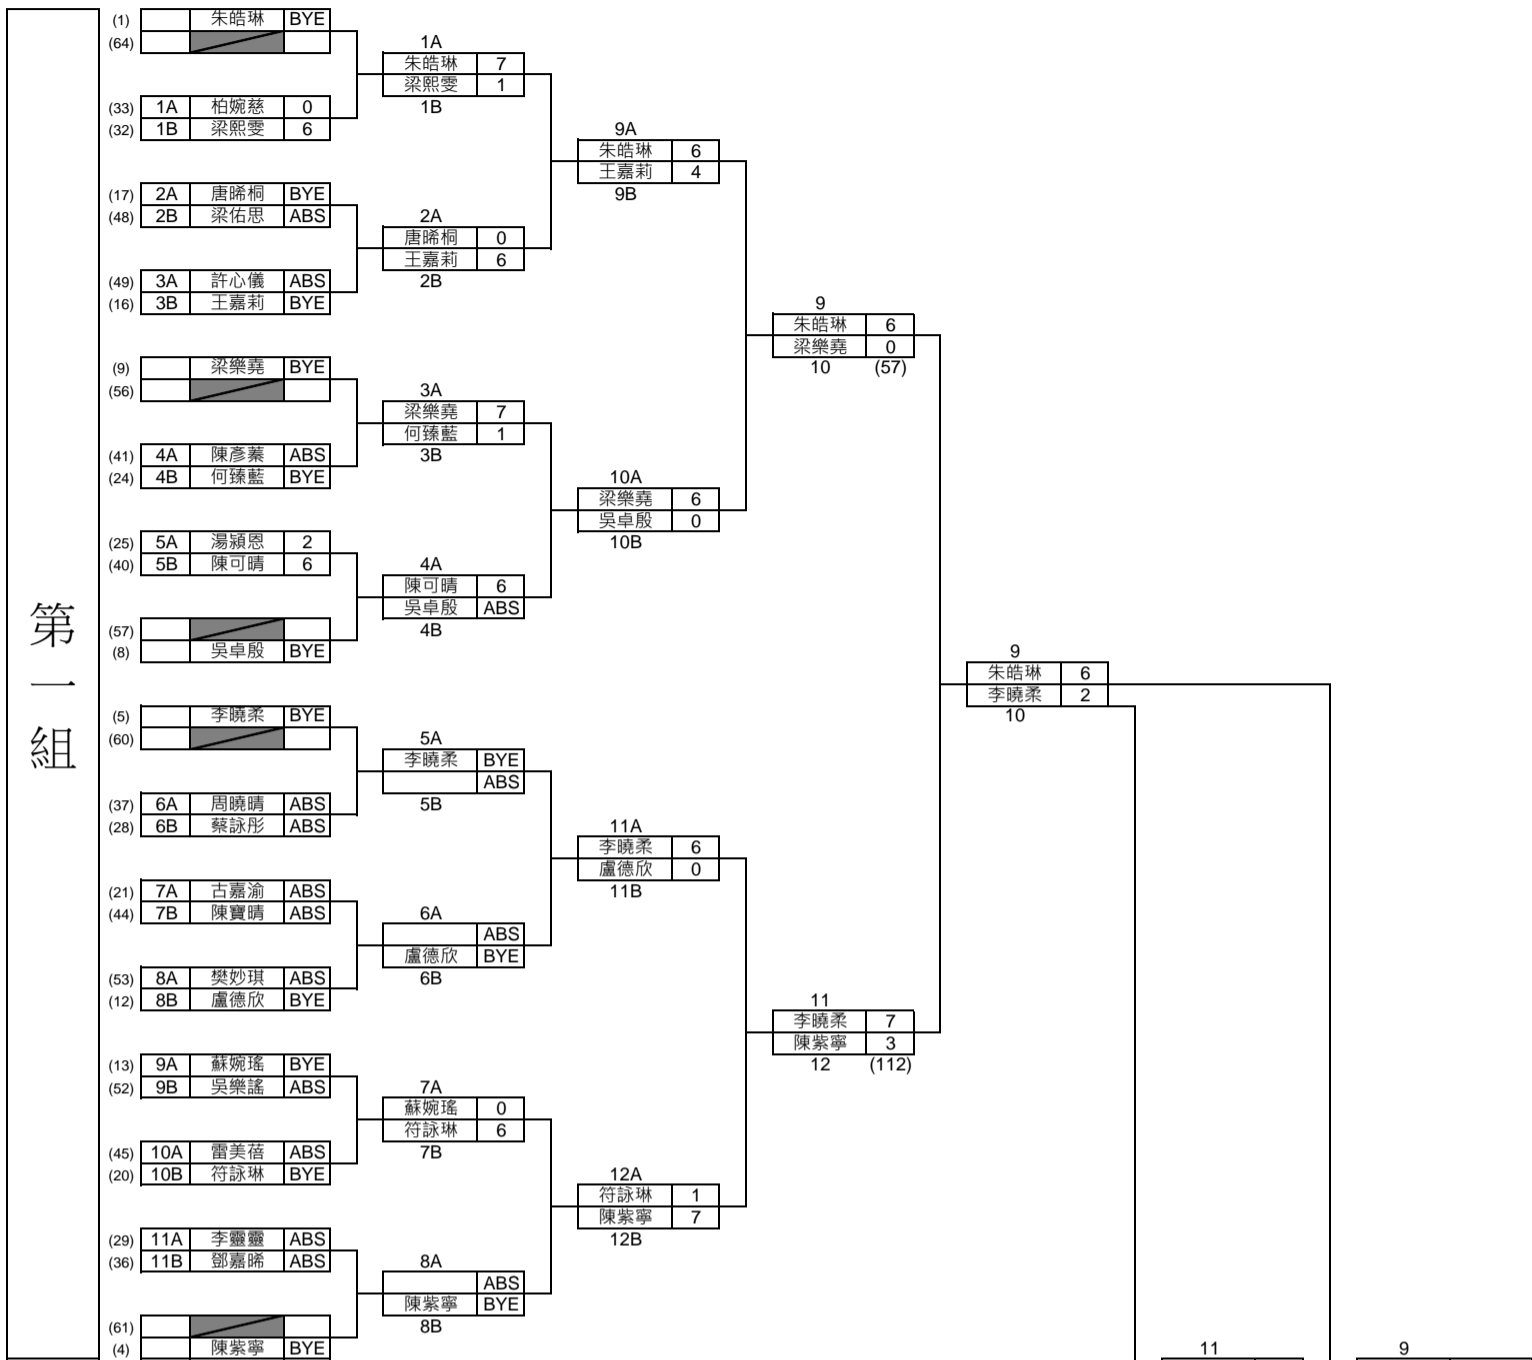 第一組
(1) 朱皓琳 BYE
(64)
(33) 1A 柏婉慈 0
(32) 1B 梁熙雯 6
(17) 2A 唐晞桐 BYE
(48) 2B 梁佑思 ABS
(49) 3A 許心儀 ABS
(16) 3B 王嘉莉 BYE
(9) 梁樂堯 BYE
(56)
(41) 4A 陳彥蓁 ABS
(24) 4B 何臻藍 BYE
(25) 5A 湯潁恩 2
(40) 5B 陳可晴 6
(57)
(8) 吳卓殷 BYE
(5) 李曉柔 BYE
(60)
(37) 6A 周曉晴 ABS
(28) 6B 蔡詠彤 ABS
(21) 7A 古嘉渝 ABS
(44) 7B 陳寶晴 ABS
(53) 8A 樊妙琪 ABS
(12) 8B 盧德欣 BYE
(13) 9A 蘇婉瑤 BYE
(52) 9B 吳樂謠 ABS
(45) 10A 雷美蓓 ABS
(20) 10B 符詠琳 BYE
(29) 11A 李靈靈 ABS
(36) 11B 鄧嘉晞 ABS
(61)
(4) 陳紫寧 BYE
1A
朱皓琳 7
梁熙雯 1
1B
2A
唐晞桐 0
王嘉莉 6
2B
3A
梁樂堯 7
何臻藍 1
3B
4A
陳可晴 6
吳卓殷 ABS
4B
5A
李曉柔 BYE
ABS
5B
6A
ABS
盧德欣 BYE
6B
7A
蘇婉瑤 0
符詠琳 6
7B
8A
ABS
陳紫寧 BYE
8B
9A
朱皓琳 6
王嘉莉 4
9B
10A
梁樂堯 6
吳卓殷 0
10B
11A
李曉柔 6
盧德欣 0
11B
12A
符詠琳 1
陳紫寧 7
12B
9
朱皓琳 6
梁樂堯 0
10 (57)
11
李曉柔 7
陳紫寧 3
12 (112)
9
朱皓琳 6
李曉柔 2
10
11
9